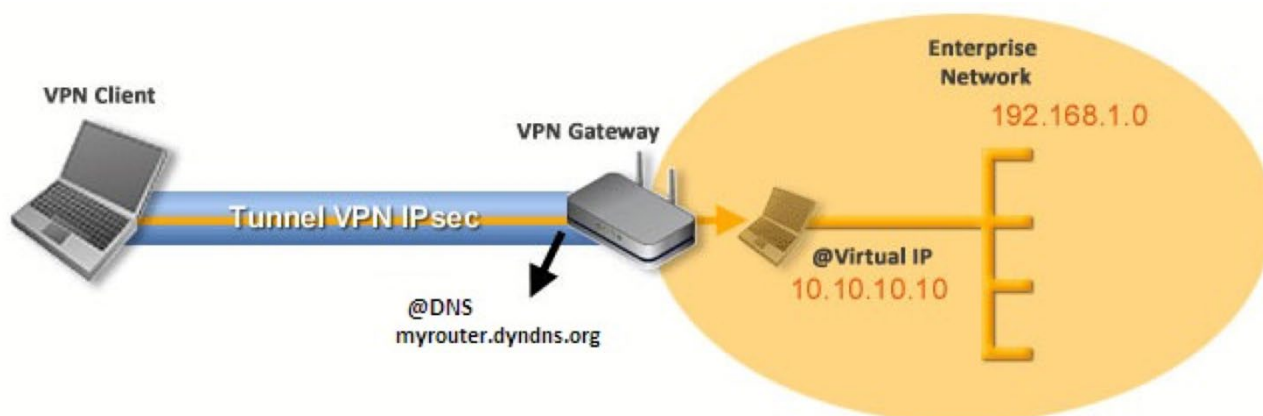 VPN Client
Tunnel VPN IPsec
VPN Gateway
@DNS
myrouter.dyndns.org
Enterprise
Network
192.168.1.0
@Virtual IP
10.10.10.10